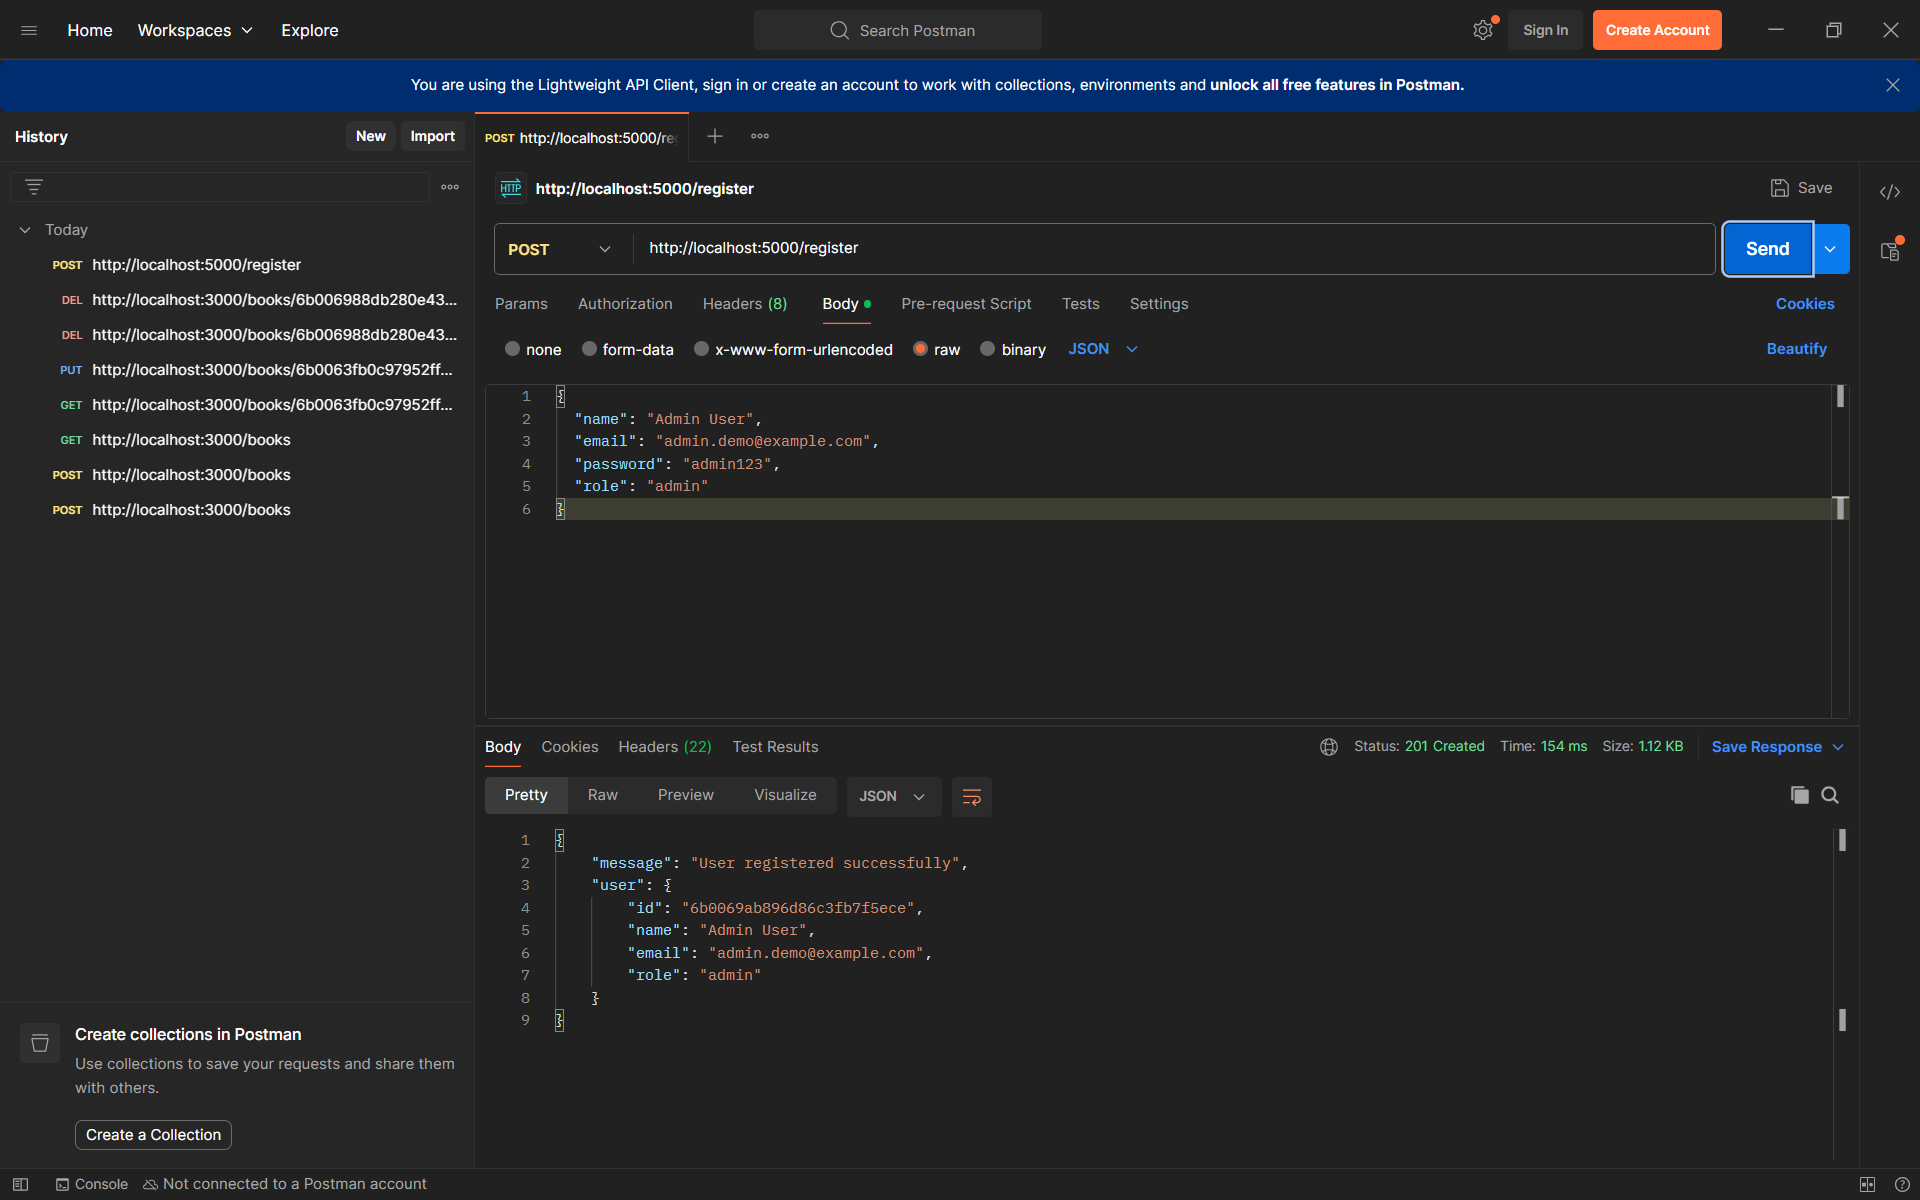 Home Workspaces Explore Search Postman Sign In Create Account
You are using the Lightweight API Client, sign in or create an account to work with collections, environments and unlock all free features in Postman.
History New Import
POST http://localhost:5000/re
HTTP http://localhost:5000/register Save
Today
POST http://localhost:5000/register
DEL http://localhost:3000/books/6b006988db280e43...
DEL http://localhost:3000/books/6b006988db280e43...
PUT http://localhost:3000/books/6b0063fb0c97952ff...
GET http://localhost:3000/books/6b0063fb0c97952ff...
GET http://localhost:3000/books
POST http://localhost:3000/books
POST http://localhost:3000/books
POST http://localhost:5000/register Send
Params Authorization Headers (8) Body Pre-request Script Tests Settings Cookies
none form-data x-www-form-urlencoded raw binary JSON Beautify
1 {
2 "name": "Admin User",
3 "email": "admin.demo@example.com",
4 "password": "admin123",
5 "role": "admin"
6 }
Body Cookies Headers (22) Test Results Status: 201 Created Time: 154 ms Size: 1.12 KB Save Response
Pretty Raw Preview Visualize JSON
1 {
2 "message": "User registered successfully",
3 "user": {
4 "id": "6b0069ab896d86c3fb7f5ece",
5 "name": "Admin User",
6 "email": "admin.demo@example.com",
7 "role": "admin"
8 }
9 }
Create collections in Postman
Use collections to save your requests and share them
with others.
Create a Collection
Console Not connected to a Postman account